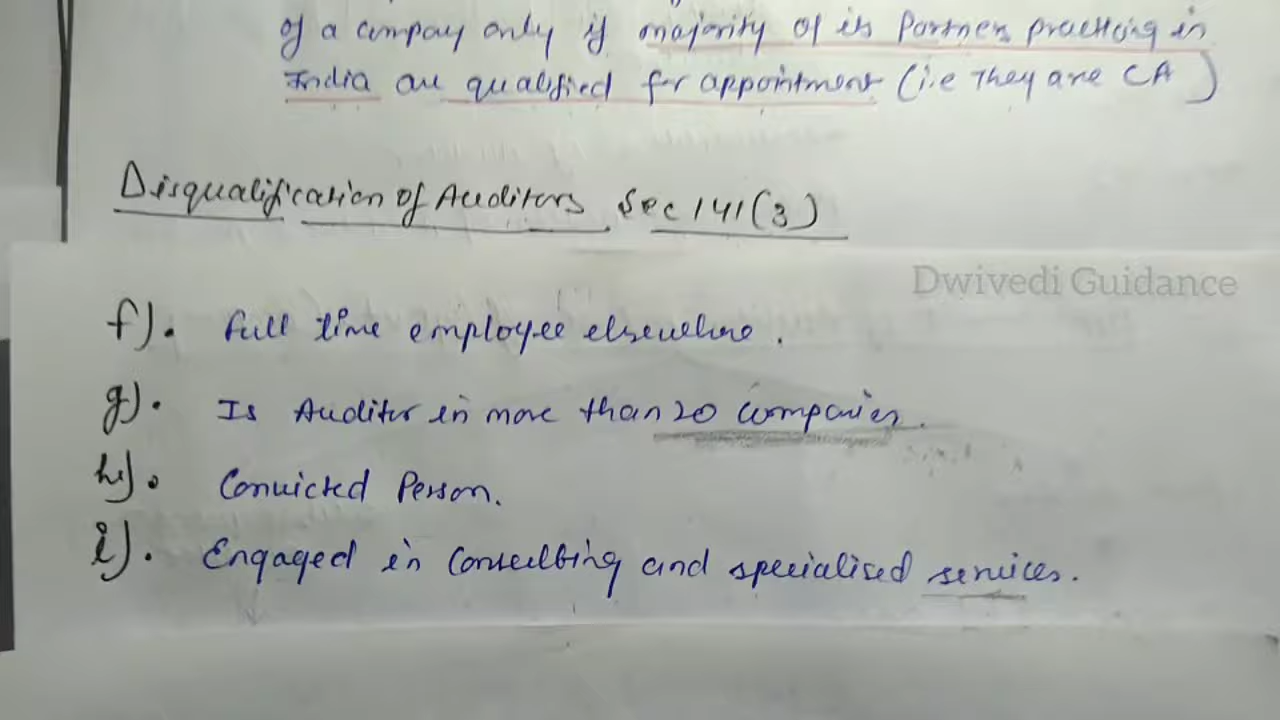 of a company only if majority of its Partners practicing in
India are qualified for appointment (i.e They are CA)
Disqualification of Auditors Sec 141(3)
Dwivedi Guidance
f). Full time employee elsewhere.
g). Is Auditor in more than 20 Companies.
h). Convicted Person.
i). Engaged in Consulting and specialised services.